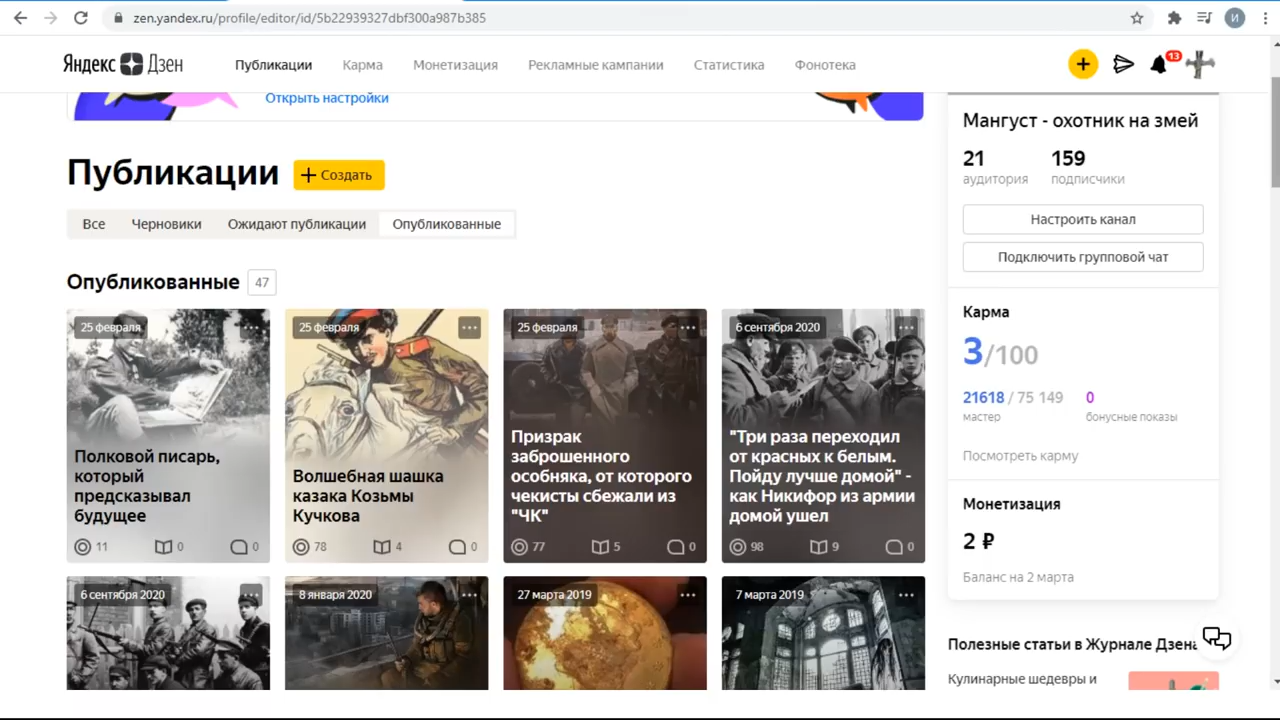 zen.yandex.ru/profile/editor/id/5b22939327dbf300a987b385
И
Яндекс Дзен
Публикации
Карма
Монетизация
Рекламные кампании
Статистика
Фонотека
13
Открыть настройки
Публикации
Создать
Все
Черновики
Ожидают публикации
Опубликованные
Опубликованные 47
25 февраля
Полковой писарь,
который
предсказывал
будущее
11 0 0
25 февраля
Волшебная шашка
казака Козьмы
Кучкова
78 4 0
25 февраля
Призрак
заброшенного
особняка, от которого
чекисты сбежали из
"ЧК"
77 5 0
6 сентября 2020
"Три раза переходил
от красных к белым.
Пойду лучше домой" -
как Никифор из армии
домой ушел
98 9 0
6 сентября 2020
8 января 2020
27 марта 2019
7 марта 2019
Мангуст - охотник на змей
21 159
аудитория подписчики
Настроить канал
Подключить групповой чат
Карма
3/100
21618 / 75 149 0
мастер бонусные показы
Посмотреть карму
Монетизация
2 ₽
Баланс на 2 марта
Полезные статьи в Журнале Дзена
Кулинарные шедевры и